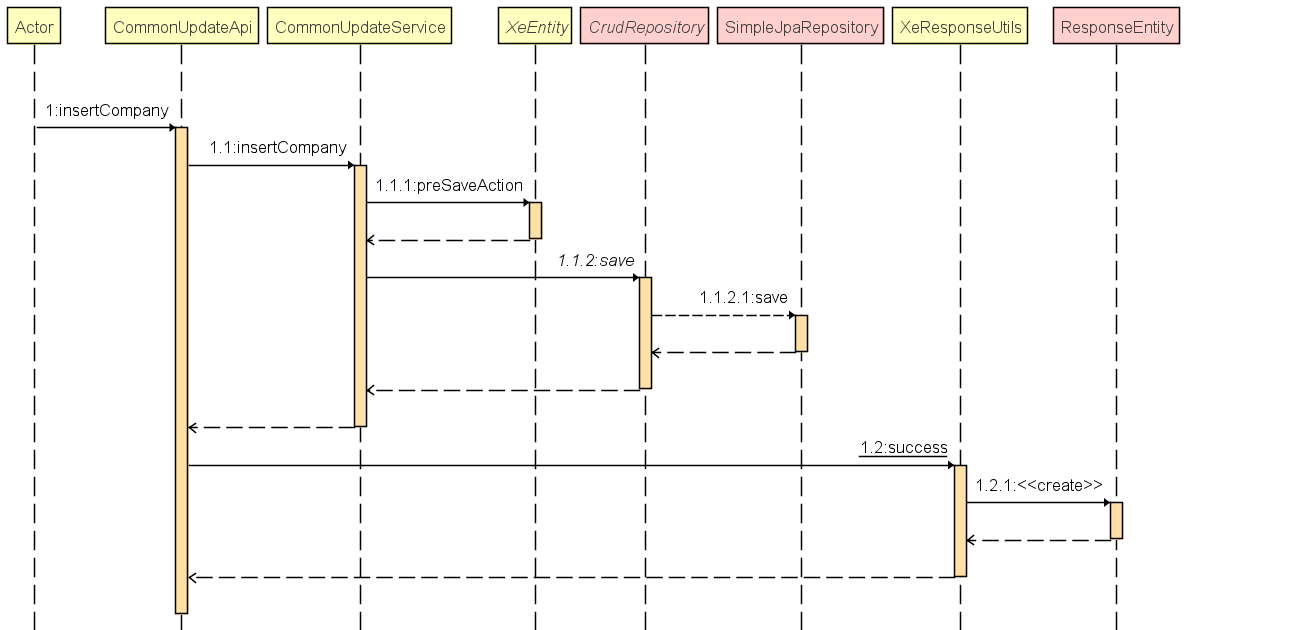 Actor
CommonUpdateApi
CommonUpdateService
XeEntity
CrudRepository
SimpleJpaRepository
XeResponseUtils
ResponseEntity
1:insertCompany
1.1:insertCompany
1.1.1:preSaveAction
1.1.2:save
1.1.2.1:save
1.2:success
1.2.1:<<create>>